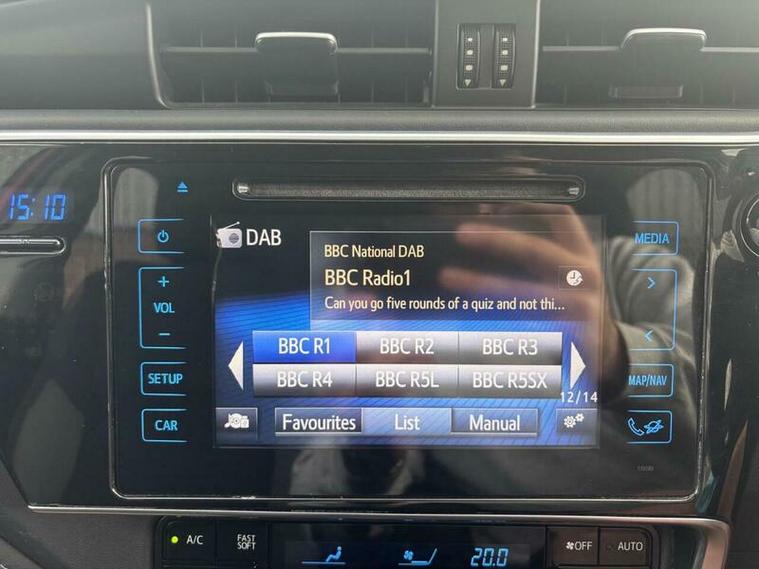 15:10
DAB
MEDIA
BBC National DAB
BBC Radio1
Can you go five rounds of a quiz and not thi...
+
VOL
−
BBC R1 BBC R2 BBC R3
BBC R4 BBC R5L BBC R5SX
12/14
SETUP
MAP/NAV
CAR
Favourites List Manual
A/C
FAST
SOFT
20.0
OFF
AUTO